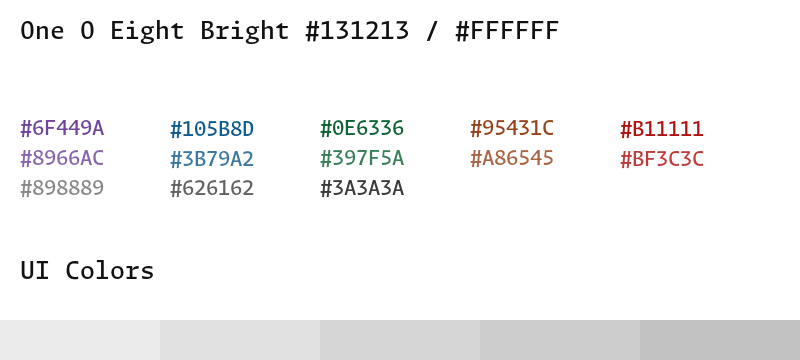 One O Eight Bright #131213 / #FFFFFF
#6F449A #105B8D #0E6336 #95431C #B11111
#8966AC #3B79A2 #397F5A #A86545 #BF3C3C
#898889 #626162 #3A3A3A
UI Colors